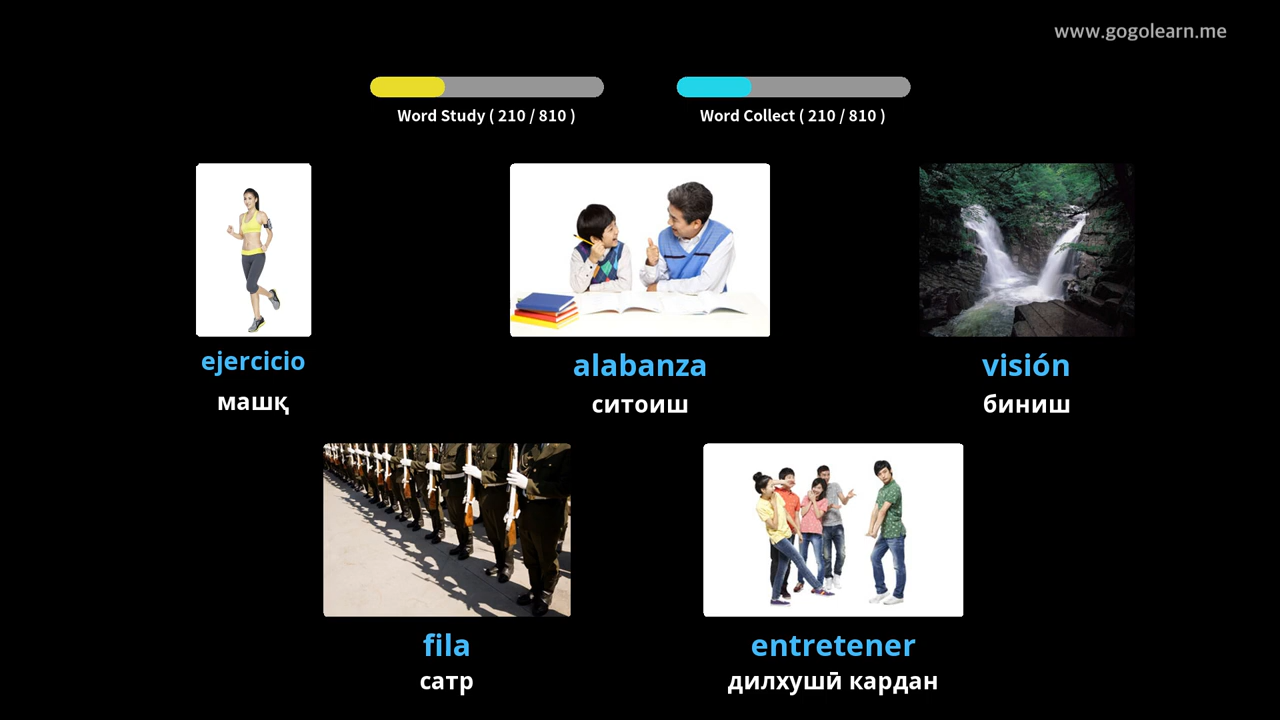 www.gogolearn.me
Word Study ( 210 / 810 )
Word Collect ( 210 / 810 )
ejercicio
машқ
alabanza
ситоиш
visión
биниш
fila
сатр
entretener
дилхушӣ кардан